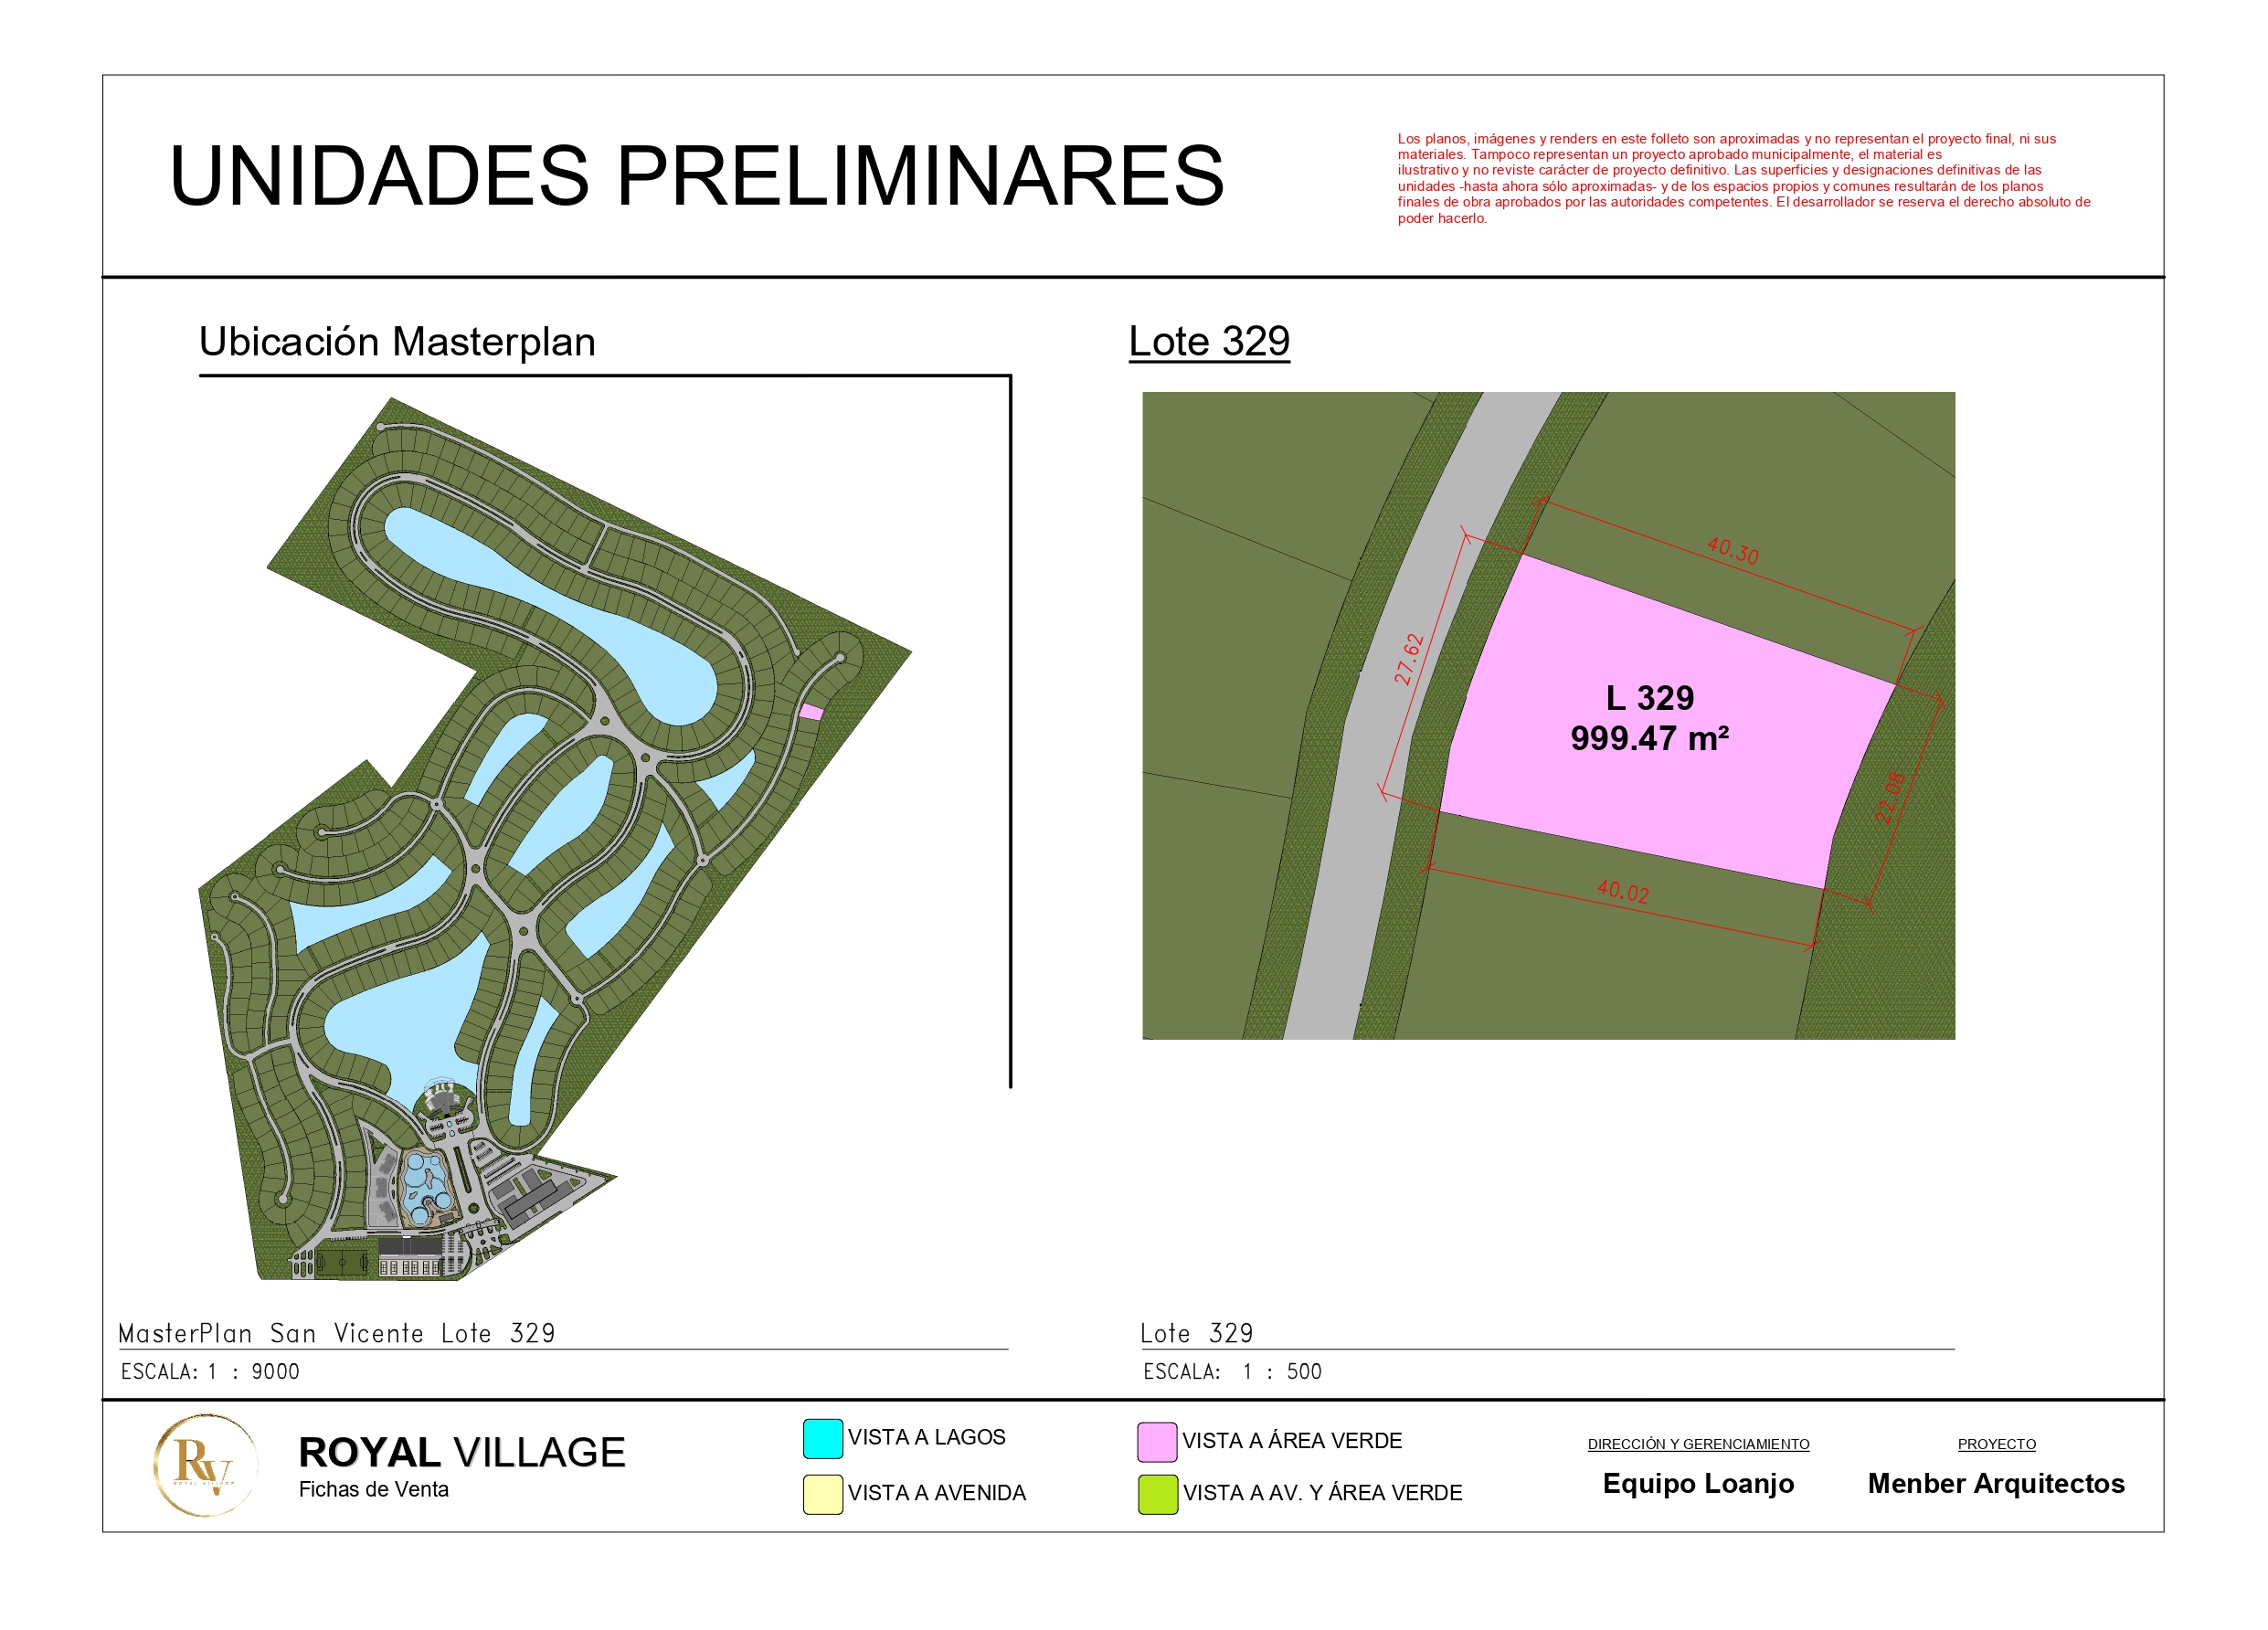 UNIDADES PRELIMINARES
Los planos, imágenes y renders en este folleto son aproximadas y no representan el proyecto final, ni sus
materiales. Tampoco representan un proyecto aprobado municipalmente, el material es
ilustrativo y no reviste carácter de proyecto definitivo. Las superficies y designaciones definitivas de las
unidades -hasta ahora sólo aproximadas- y de los espacios propios y comunes resultarán de los planos
finales de obra aprobados por las autoridades competentes. El desarrollador se reserva el derecho absoluto de
poder hacerlo.
Ubicación Masterplan
Lote 329
40.30
27.62
L 329
999.47 m²
22.08
40.02
MasterPlan San Vicente Lote 329
ESCALA: 1 : 9000
Lote 329
ESCALA: 1 : 500
RV
ROYAL VILLAGE
ROYAL VILLAGE
Fichas de Venta
VISTA A LAGOS
VISTA A AVENIDA
VISTA A ÁREA VERDE
VISTA A AV. Y ÁREA VERDE
DIRECCIÓN Y GERENCIAMIENTO
Equipo Loanjo
PROYECTO
Menber Arquitectos